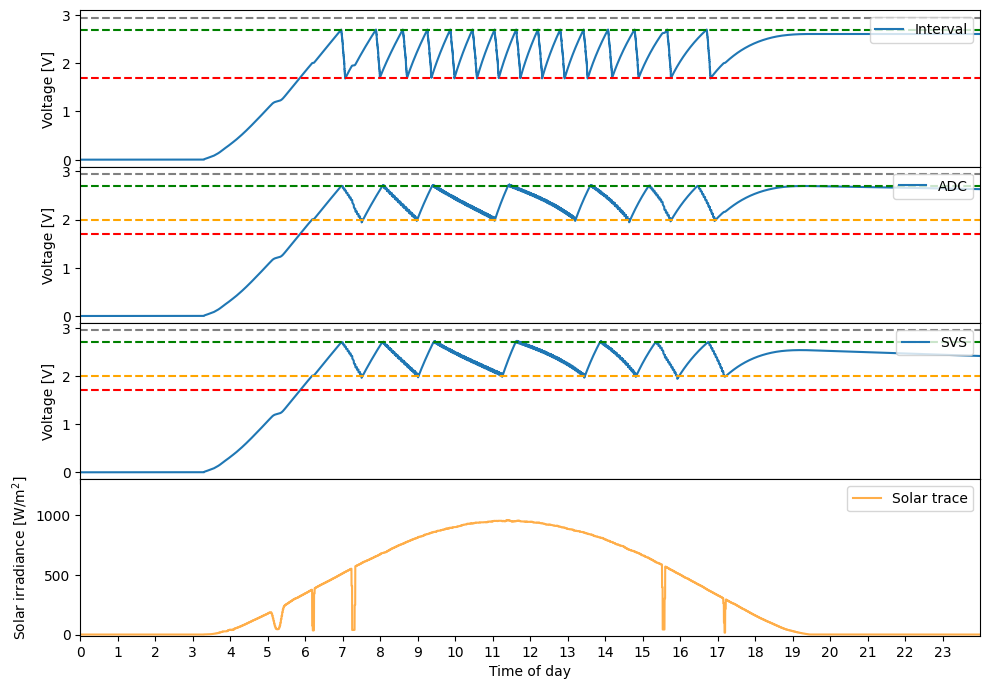 3
2
1
0
Voltage [V]
Interval
3
2
1
0
Voltage [V]
ADC
3
2
1
0
Voltage [V]
SVS
1000
500
0
Solar irradiance [W/m²]
Solar trace
0 1 2 3 4 5 6 7 8 9 10 11 12 13 14 15 16 17 18 19 20 21 22 23
Time of day